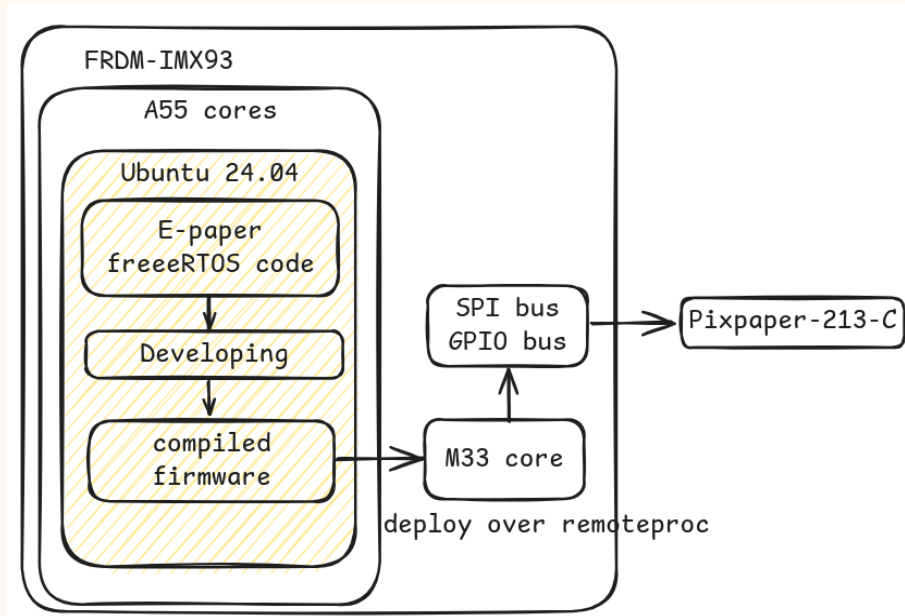 FRDM-IMX93
A55 cores
Ubuntu 24.04
E-paper
freeeRTOS code
Developing
compiled
firmware
SPI bus
GPIO bus
Pixpaper-213-C
M33 core
deploy over remoteproc